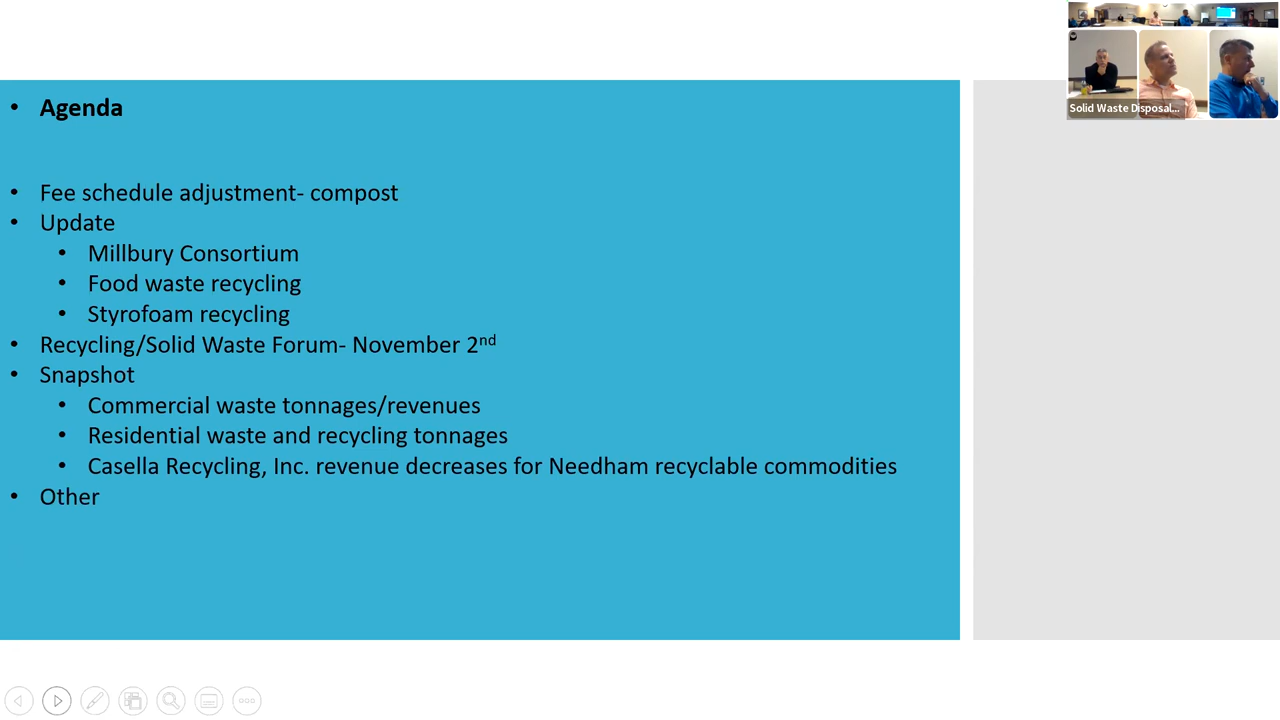 Solid Waste Disposal...
• Agenda
• Fee schedule adjustment- compost
• Update
• Millbury Consortium
• Food waste recycling
• Styrofoam recycling
• Recycling/Solid Waste Forum- November 2nd
• Snapshot
• Commercial waste tonnages/revenues
• Residential waste and recycling tonnages
• Casella Recycling, Inc. revenue decreases for Needham recyclable commodities
• Other